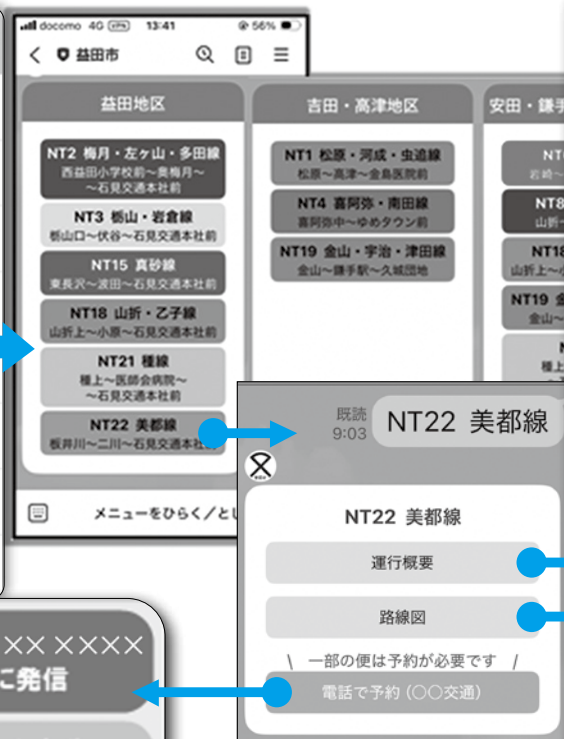 docomo 4G 13:41 56%
益田市
益田地区
NT2 梅月・左ヶ山・多田線
西益田小学校前～奥梅月～
～石見交通本社前
NT3 栃山・岩倉線
栃山口～伏谷～石見交通本社前
NT15 真砂線
東長沢～波田～石見交通本社前
NT18 山折・乙子線
山折上～小原～石見交通本社前
NT21 種線
種上～医師会病院～
～石見交通本社前
NT22 美都線
板井川～二川～石見交通本社
吉田・高津地区
NT1 松原・河成・虫追線
松原～高津～金島医院前
NT4 喜阿弥・南田線
喜阿弥中～ゆめタウン前
NT19 金山・宇治・津田線
金山～鎌手駅～久城団地
安田・鎌手
NT8
山折～
NT18
山折上～
NT19
金山～
種上
メニューをひらく／と
既読
9:03
NT22 美都線
NT22 美都線
運行概要
路線図
\ 一部の便は予約が必要です /
電話で予約（○○交通）
×× ××××
に発信